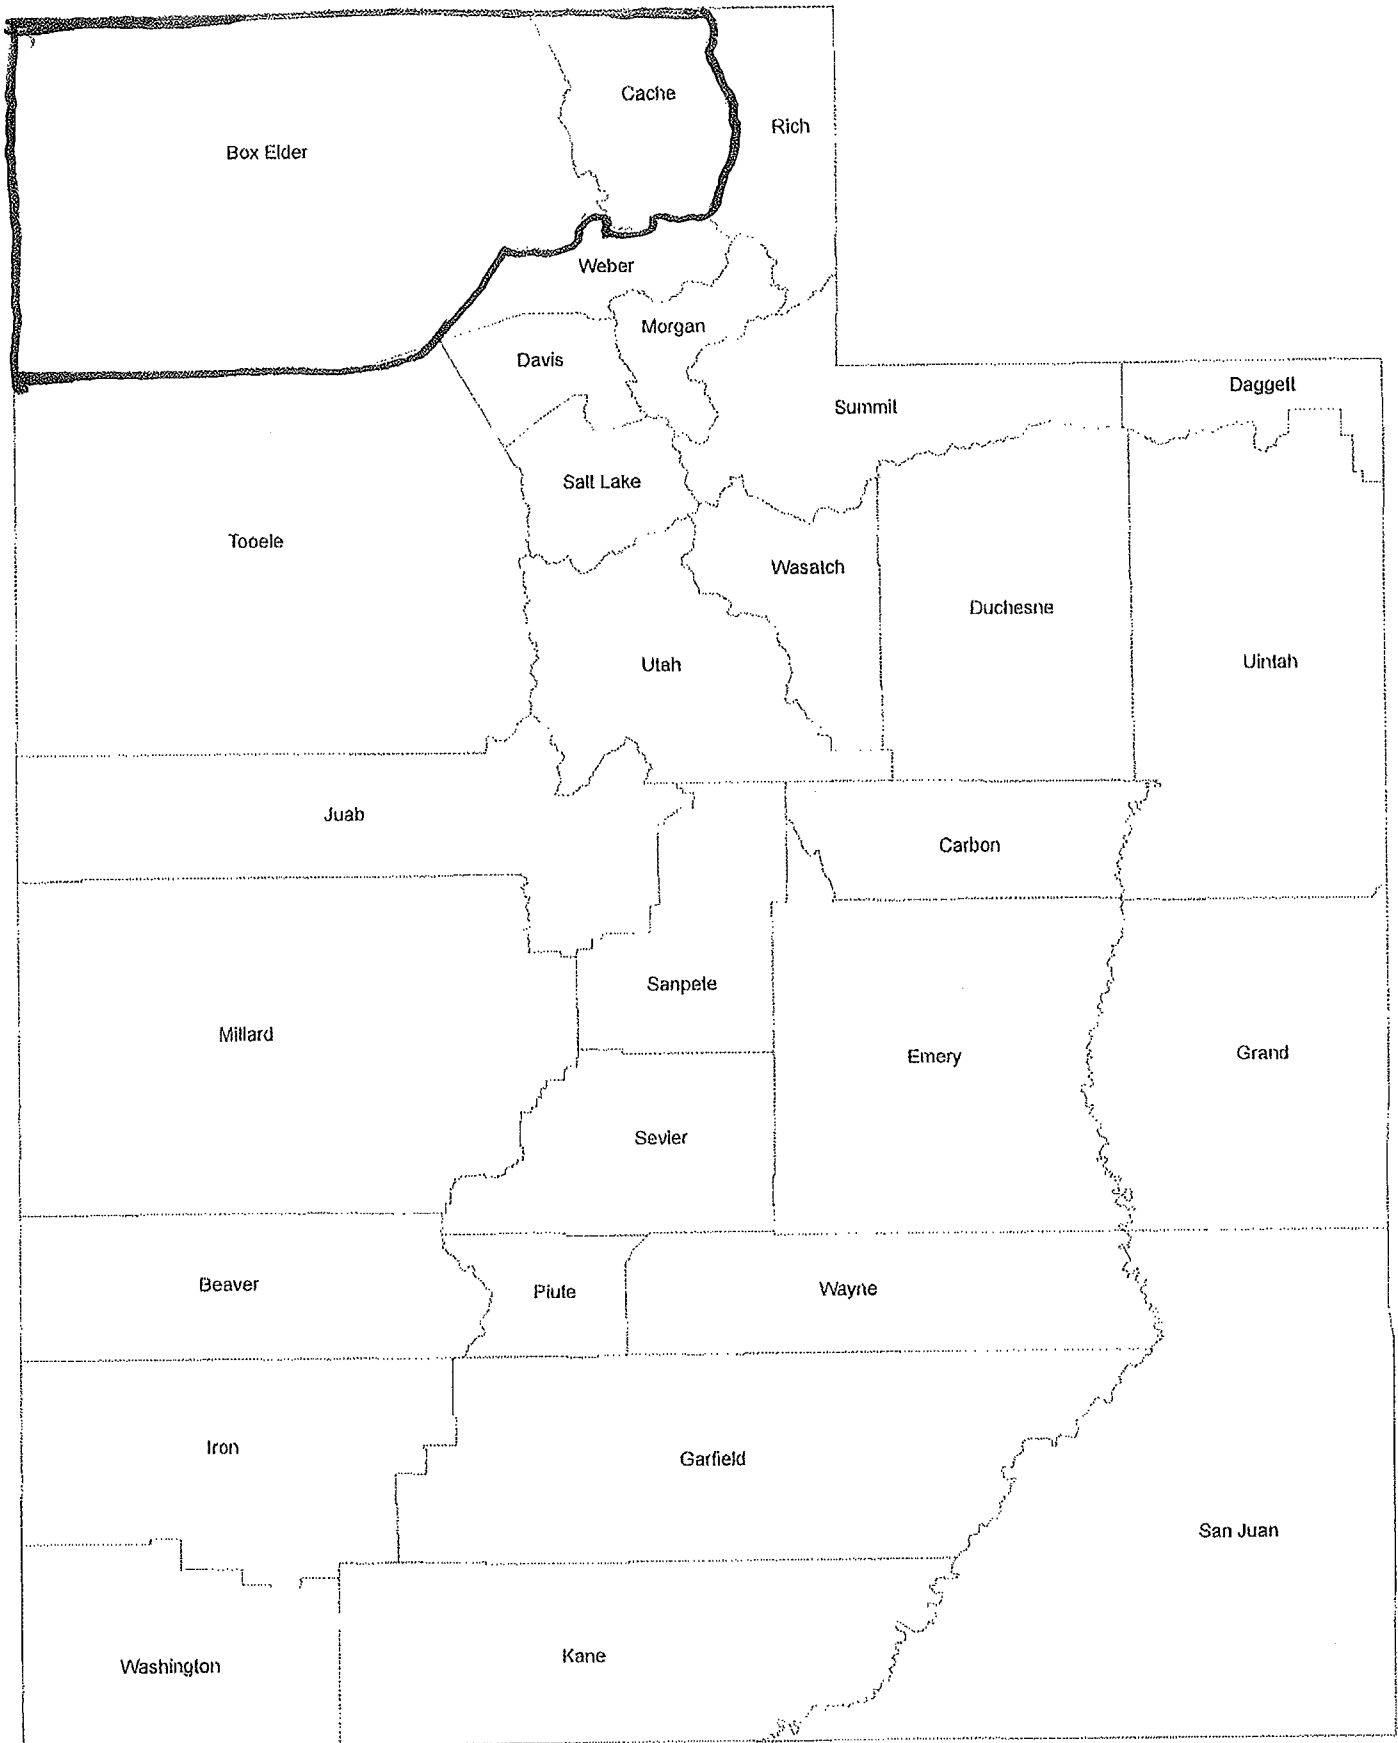 Cache
Rich
Box Elder
Weber
Morgan
Davis
Daggett
Summit
Salt Lake
Tooele
Wasatch
Duchesne
Utah
Uintah
Juab
Carbon
Sanpete
Millard
Emery
Grand
Sevier
Beaver
Piute
Wayne
Iron
Garfield
San Juan
Kane
Washington